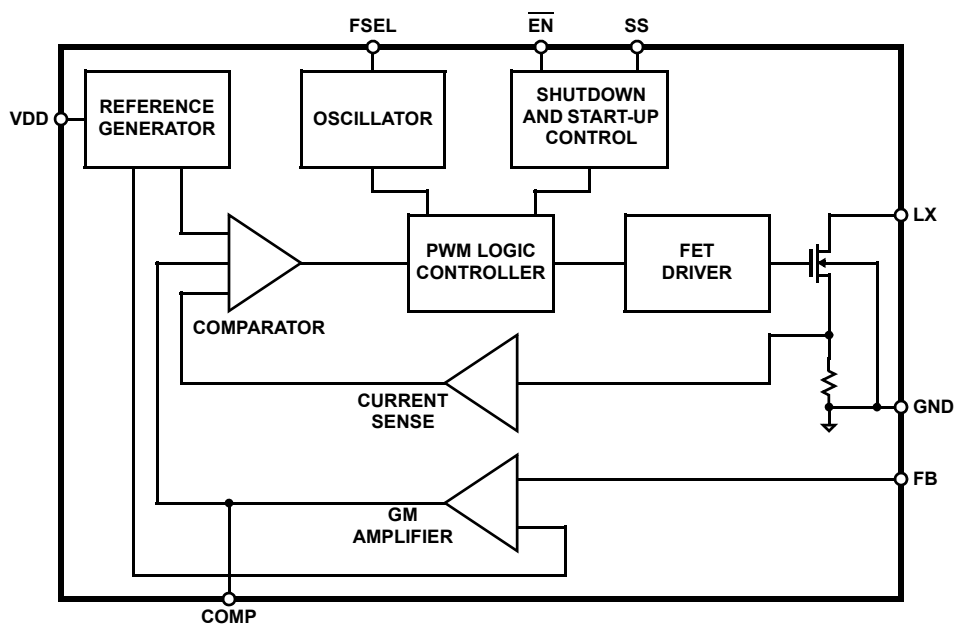 FSEL
EN
SS
VDD
REFERENCE
GENERATOR
OSCILLATOR
SHUTDOWN
AND START-UP
CONTROL
LX
PWM LOGIC
CONTROLLER
FET
DRIVER
COMPARATOR
CURRENT
SENSE
GND
FB
GM
AMPLIFIER
COMP